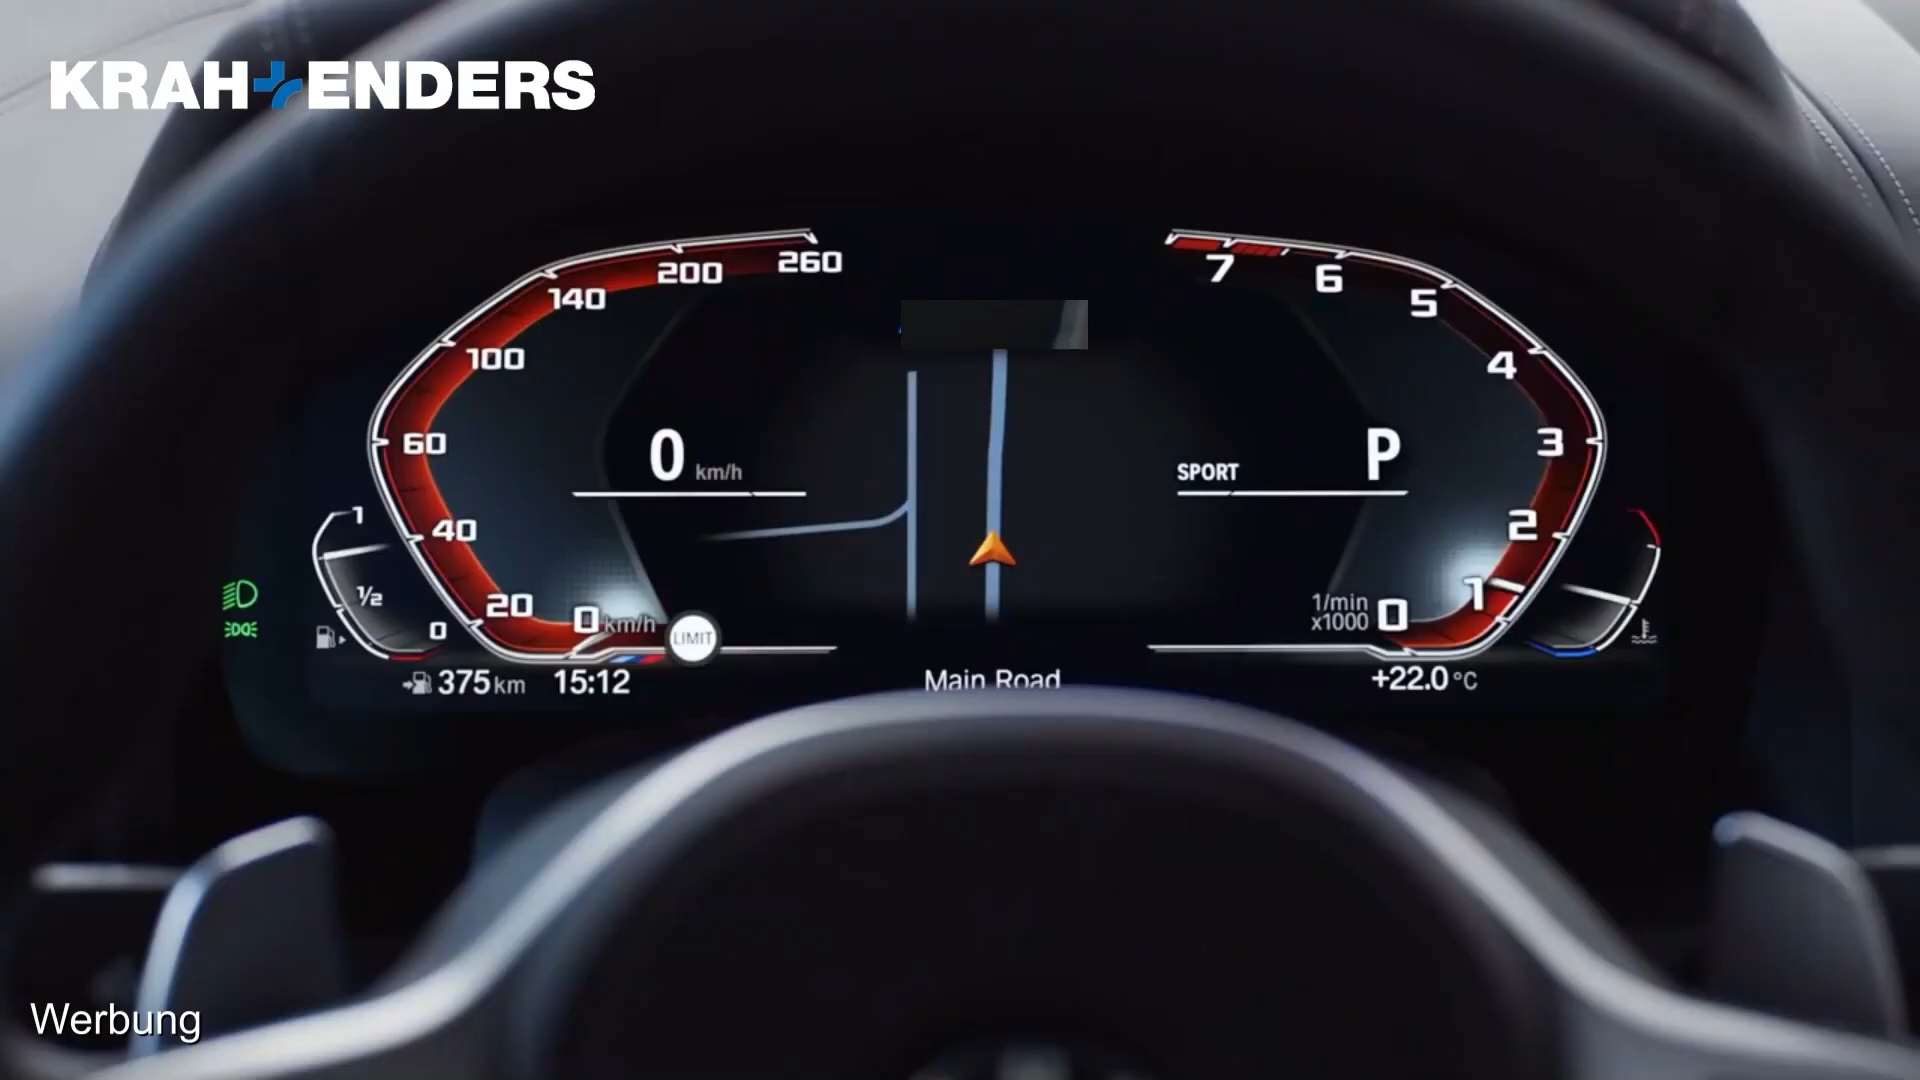 KRAH+ENDERS
260
200
140
100
60
40
20
0 km/h
7
6
5
4
3
2
1
0
1/min
x1000
0 km/h
SPORT
P
1
1/2
0
LIMIT
375 km
15:12
Main Road
+22.0 °C
Werbung